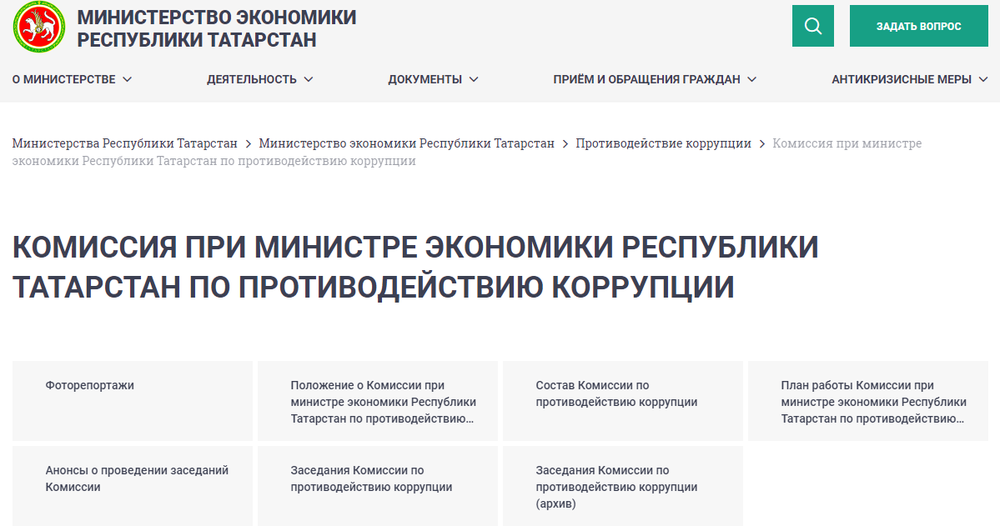 МИНИСТЕРСТВО ЭКОНОМИКИ
РЕСПУБЛИКИ ТАТАРСТАН
ЗАДАТЬ ВОПРОС
О МИНИСТЕРСТВЕ
ДЕЯТЕЛЬНОСТЬ
ДОКУМЕНТЫ
ПРИЁМ И ОБРАЩЕНИЯ ГРАЖДАН
АНТИКРИЗИСНЫЕ МЕРЫ
Министерства Республики Татарстан > Министерство экономики Республики Татарстан > Противодействие коррупции > Комиссия при министре
экономики Республики Татарстан по противодействию коррупции
КОМИССИЯ ПРИ МИНИСТРЕ ЭКОНОМИКИ РЕСПУБЛИКИ
ТАТАРСТАН ПО ПРОТИВОДЕЙСТВИЮ КОРРУПЦИИ
Фоторепортажи
Положение о Комиссии при
министре экономики Республики
Татарстан по противодействию...
Состав Комиссии по
противодействию коррупции
План работы Комиссии при
министре экономики Республики
Татарстан по противодействию...
Анонсы о проведении заседаний
Комиссии
Заседания Комиссии по
противодействию коррупции
Заседания Комиссии по
противодействию коррупции
(архив)